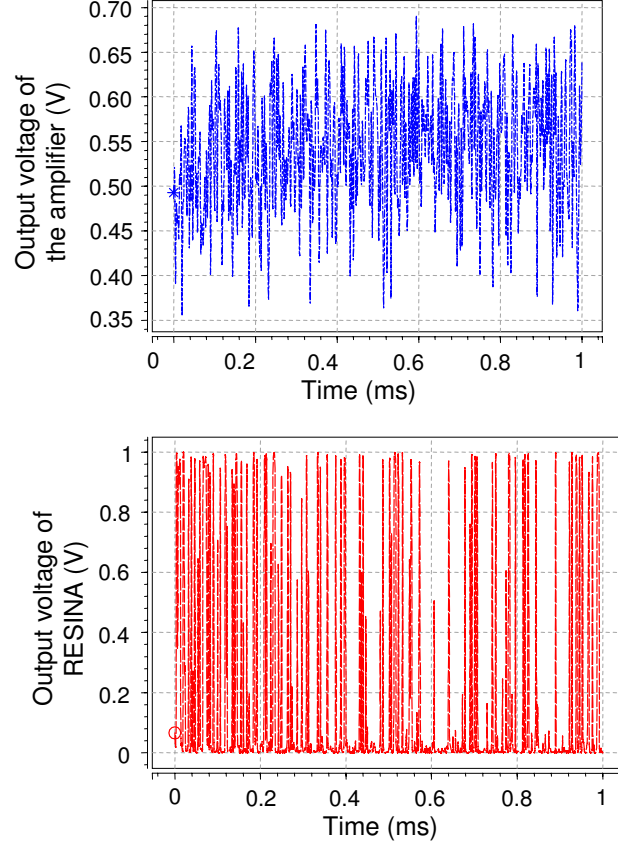 Output voltage of
the amplifier (V)
0.70
0.60
0.55
0.50
0.45
0.40
0.35
0 0.2 0.4 0.6 0.8 1
Time (ms)
Output voltage of
RESINA (V)
1
0.8
0.6
0.4
0.2
0
0 0.2 0.4 0.6 0.8 1
Time (ms)